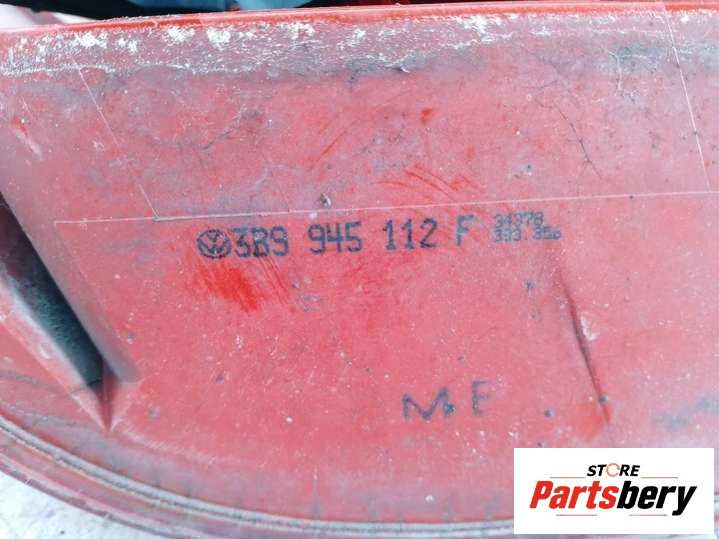 3B9 945 112 F
34378
333.356
ME
STORE
Partsbery